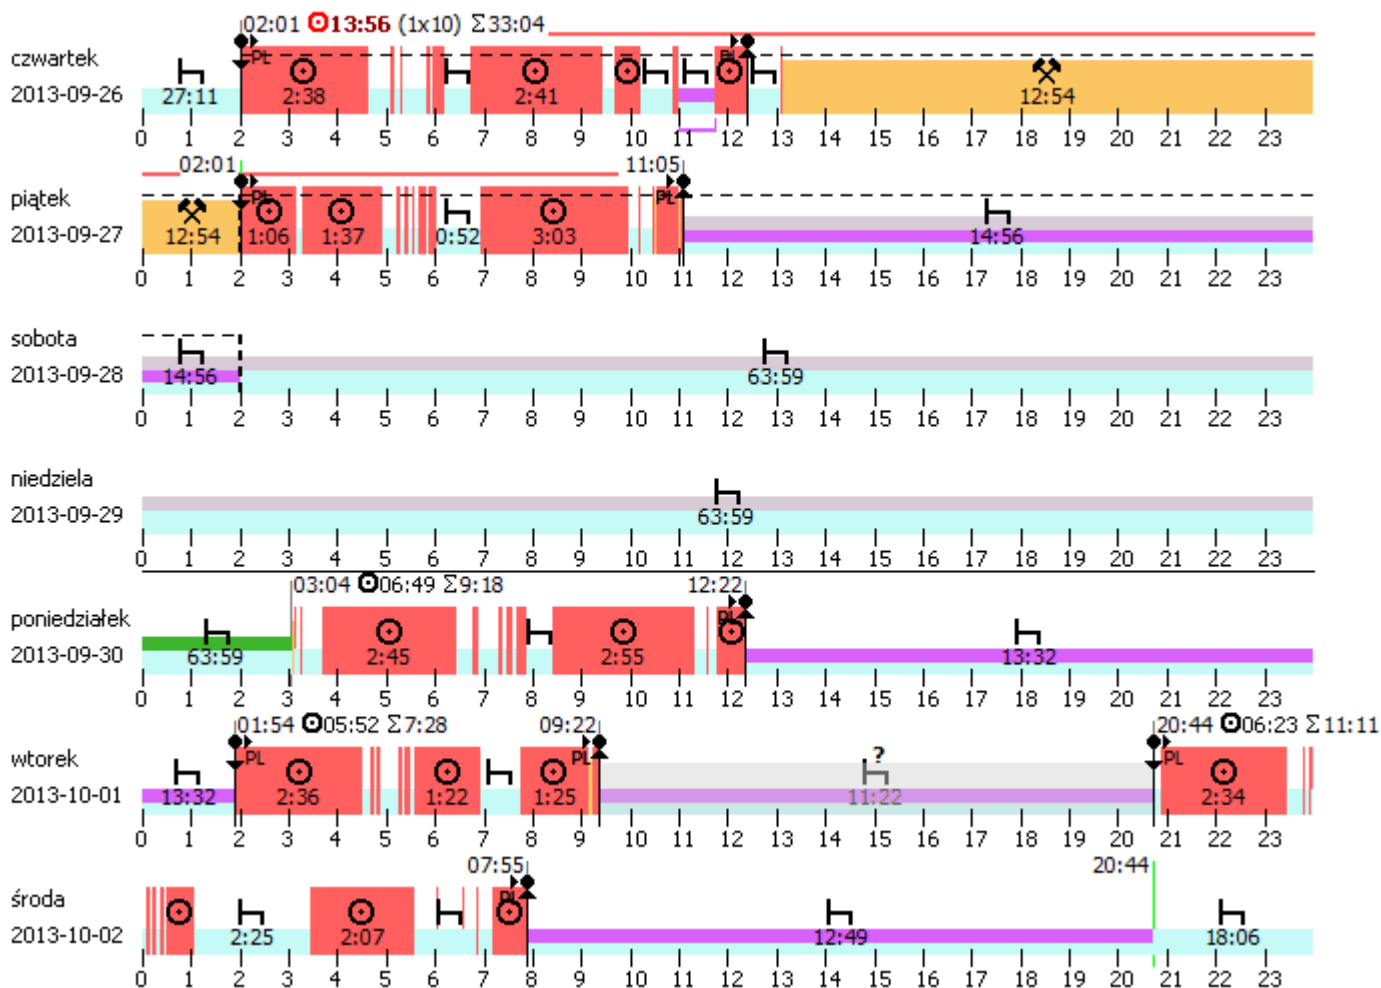 02:01 13:56 (1x10) Σ33:04
czwartek
PL PL
2013-09-26 27:11 2:38 2:41 12:54
0 1 2 3 4 5 6 7 8 9 10 11 12 13 14 15 16 17 18 19 20 21 22 23
02:01 11:05
piątek
PL PL
2013-09-27 12:54 1:06 1:37 0:52 3:03 14:56
0 1 2 3 4 5 6 7 8 9 10 11 12 13 14 15 16 17 18 19 20 21 22 23
sobota
2013-09-28 14:56 63:59
0 1 2 3 4 5 6 7 8 9 10 11 12 13 14 15 16 17 18 19 20 21 22 23
niedziela
2013-09-29 63:59
0 1 2 3 4 5 6 7 8 9 10 11 12 13 14 15 16 17 18 19 20 21 22 23
03:04 06:49 Σ9:18 12:22
poniedziałek PL
2013-09-30 63:59 2:45 2:55 13:32
0 1 2 3 4 5 6 7 8 9 10 11 12 13 14 15 16 17 18 19 20 21 22 23
01:54 05:52 Σ7:28 09:22 20:44 06:23 Σ11:11
wtorek PL PL ? PL
2013-10-01 13:32 2:36 1:22 1:25 11:22 2:34
0 1 2 3 4 5 6 7 8 9 10 11 12 13 14 15 16 17 18 19 20 21 22 23
07:55 20:44
środa PL
2013-10-02 2:25 2:07 12:49 18:06
0 1 2 3 4 5 6 7 8 9 10 11 12 13 14 15 16 17 18 19 20 21 22 23